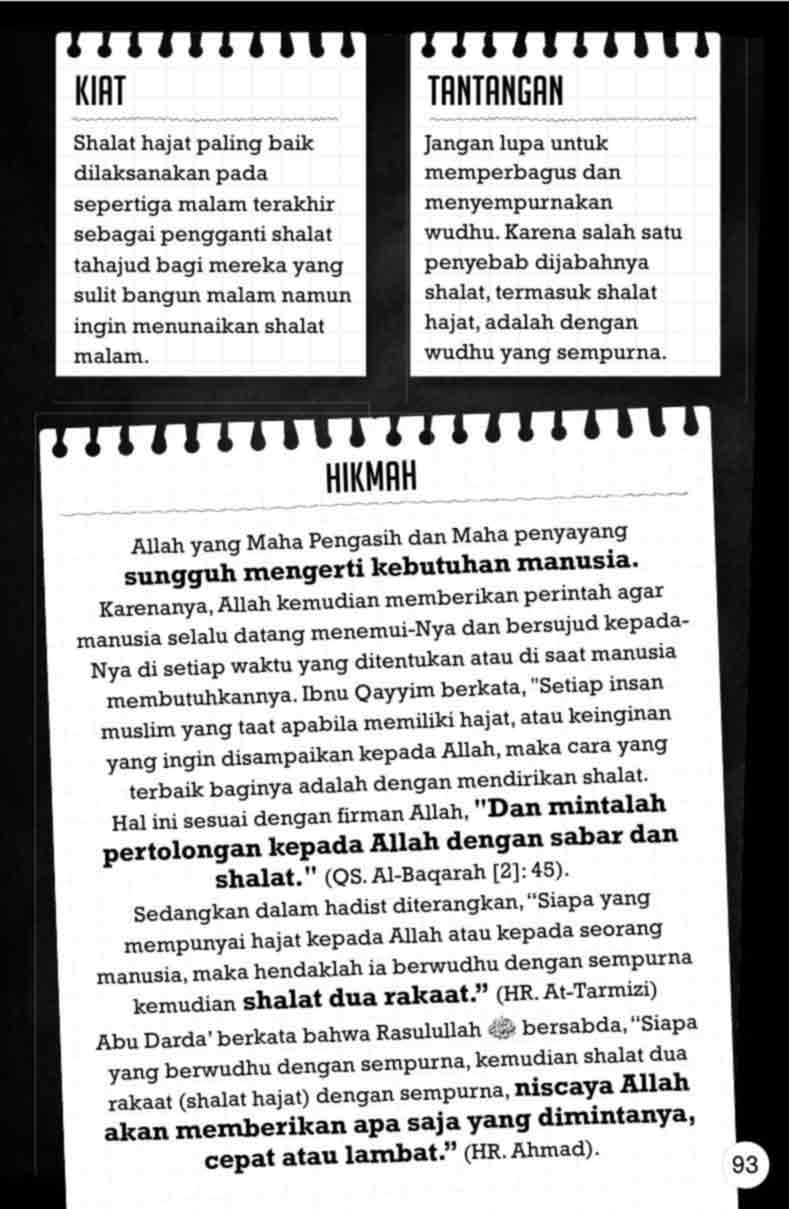 KIAT
Shalat hajat paling baik
dilaksanakan pada
sepertiga malam terakhir
sebagai pengganti shalat
tahajud bagi mereka yang
sulit bangun malam namun
ingin menunaikan shalat
malam.
TANTANGAN
Jangan lupa untuk
memperbagus dan
menyempurnakan
wudhu. Karena salah satu
penyebab dijabahnya
shalat, termasuk shalat
hajat, adalah dengan
wudhu yang sempurna.
HIKMAH
Allah yang Maha Pengasih dan Maha penyayang
sungguh mengerti kebutuhan manusia.
Karenanya, Allah kemudian memberikan perintah agar
manusia selalu datang menemui-Nya dan bersujud kepada-
Nya di setiap waktu yang ditentukan atau di saat manusia
membutuhkannya. Ibnu Qayyim berkata, "Setiap insan
muslim yang taat apabila memiliki hajat, atau keinginan
yang ingin disampaikan kepada Allah, maka cara yang
terbaik baginya adalah dengan mendirikan shalat.
Hal ini sesuai dengan firman Allah, "Dan mintalah
pertolongan kepada Allah dengan sabar dan
shalat." (QS. Al-Baqarah [2]: 45).
Sedangkan dalam hadist diterangkan, “Siapa yang
mempunyai hajat kepada Allah atau kepada seorang
manusia, maka hendaklah ia berwudhu dengan sempurna
kemudian shalat dua rakaat.” (HR. At-Tarmizi)
Abu Darda’ berkata bahwa Rasulullah ﷺ bersabda, “Siapa
yang berwudhu dengan sempurna, kemudian shalat dua
rakaat (shalat hajat) dengan sempurna, niscaya Allah
akan memberikan apa saja yang dimintanya,
cepat atau lambat.” (HR. Ahmad).
93